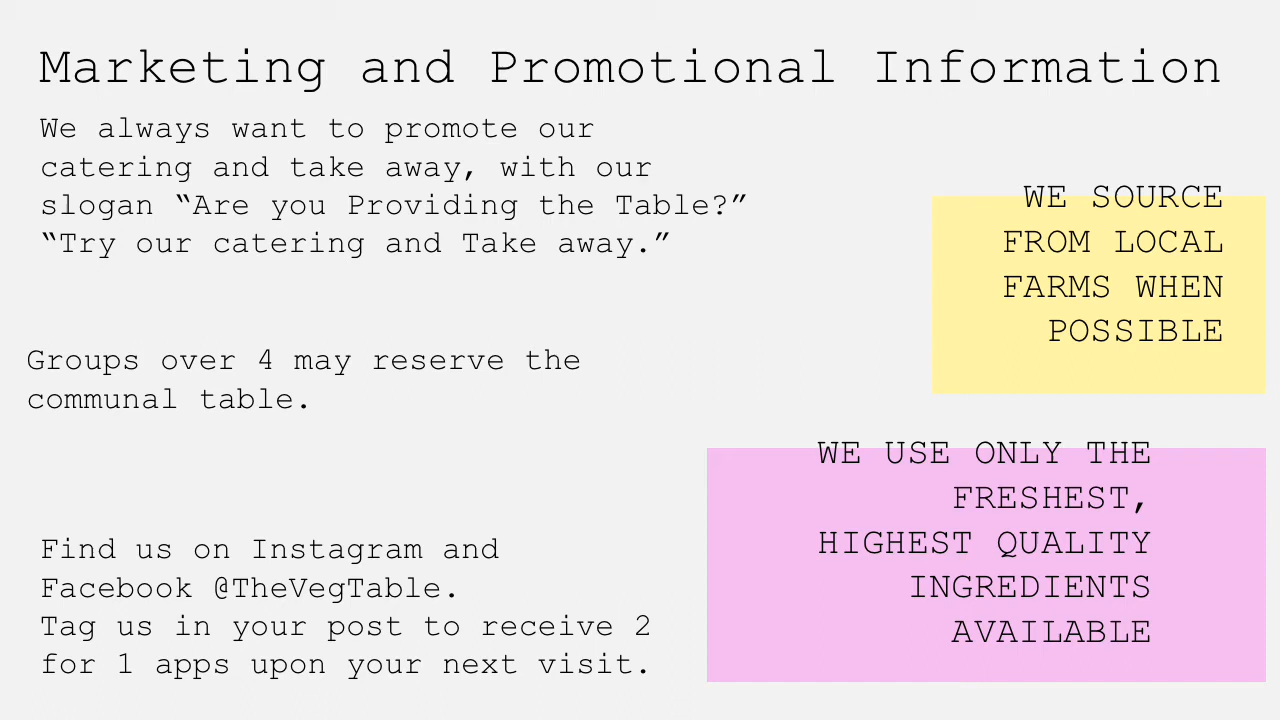 Marketing and Promotional Information
We always want to promote our
catering and take away, with our
slogan “Are you Providing the Table?”
“Try our catering and Take away.”
Groups over 4 may reserve the
communal table.
Find us on Instagram and
Facebook @TheVegTable.
Tag us in your post to receive 2
for 1 apps upon your next visit.
WE SOURCE
FROM LOCAL
FARMS WHEN
POSSIBLE
WE USE ONLY THE
FRESHEST,
HIGHEST QUALITY
INGREDIENTS
AVAILABLE